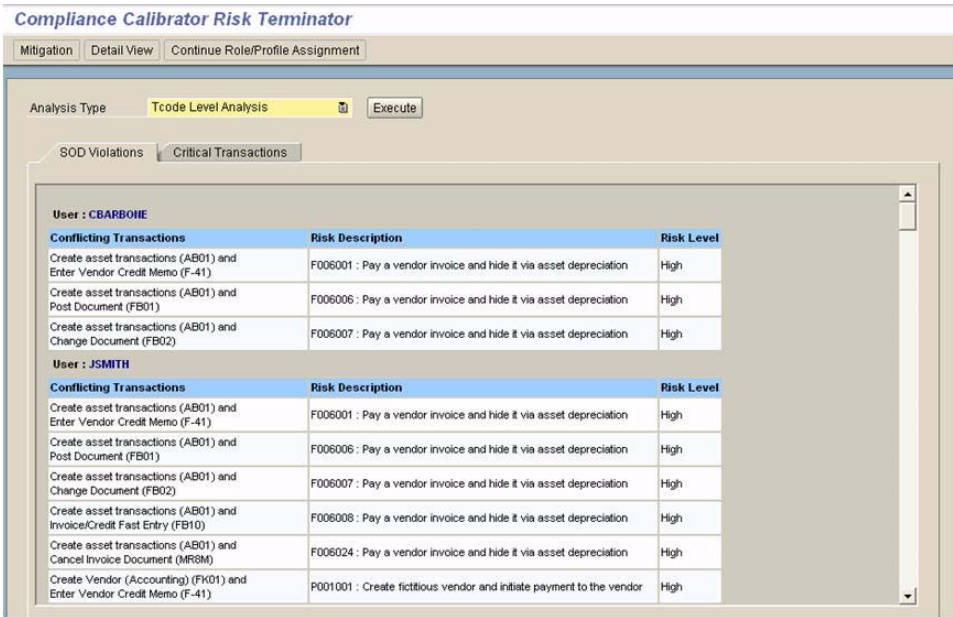 Compliance Calibrator Risk Terminator
Mitigation Detail View Continue Role/Profile Assignment
Analysis Type Tcode Level Analysis Execute
SOD Violations Critical Transactions
User : CBARBONE
Conflicting Transactions Risk Description Risk Level
Create asset transactions (AB01) and
Enter Vendor Credit Memo (F-41) F006001 : Pay a vendor invoice and hide it via asset depreciation High
Create asset transactions (AB01) and
Post Document (FB01) F006006 : Pay a vendor invoice and hide it via asset depreciation High
Create asset transactions (AB01) and
Change Document (FB02) F006007 : Pay a vendor invoice and hide it via asset depreciation High
User : JSMITH
Conflicting Transactions Risk Description Risk Level
Create asset transactions (AB01) and
Enter Vendor Credit Memo (F-41) F006001 : Pay a vendor invoice and hide it via asset depreciation High
Create asset transactions (AB01) and
Post Document (FB01) F006006 : Pay a vendor invoice and hide it via asset depreciation High
Create asset transactions (AB01) and
Change Document (FB02) F006007 : Pay a vendor invoice and hide it via asset depreciation High
Create asset transactions (AB01) and
Invoice/Credit Fast Entry (FB10) F006008 : Pay a vendor invoice and hide it via asset depreciation High
Create asset transactions (AB01) and
Cancel Invoice Document (MR8M) F006024 : Pay a vendor invoice and hide it via asset depreciation High
Create Vendor (Accounting) (FK01) and
Enter Vendor Credit Memo (F-41) P001001 : Create fictitious vendor and initiate payment to the vendor High